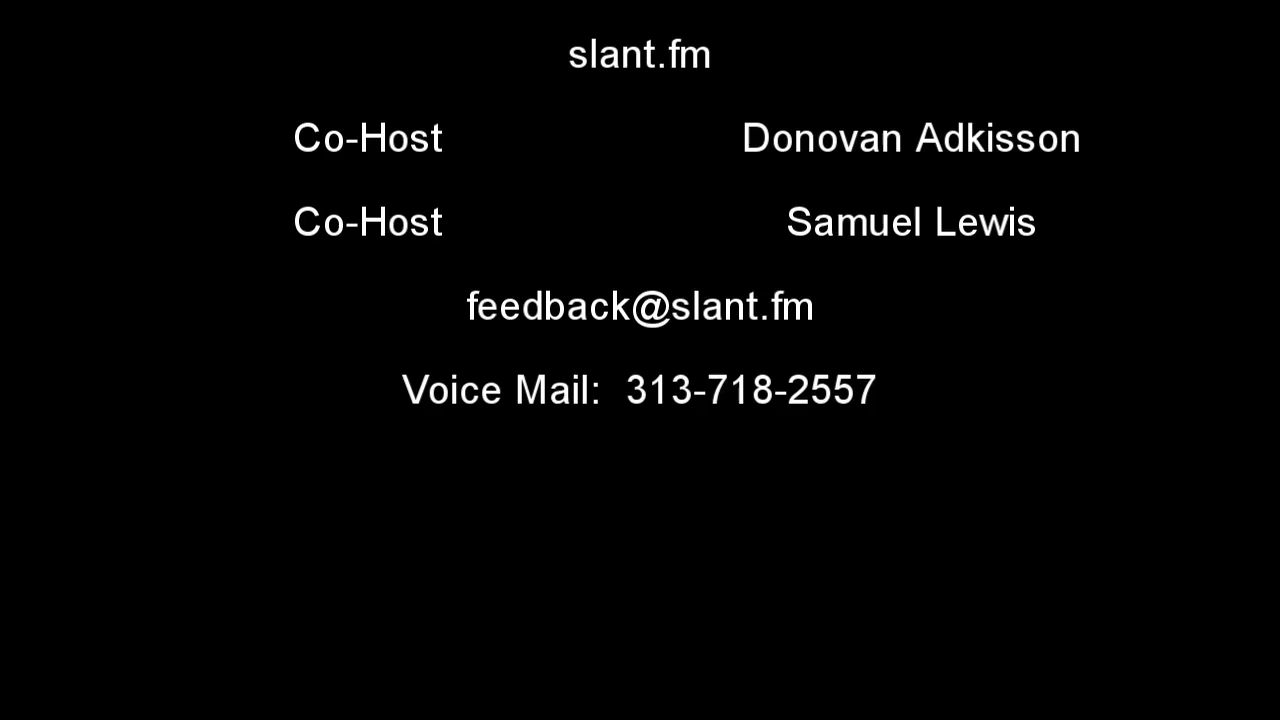 slant.fm
Co-Host Donovan Adkisson
Co-Host Samuel Lewis
feedback@slant.fm
Voice Mail: 313-718-2557